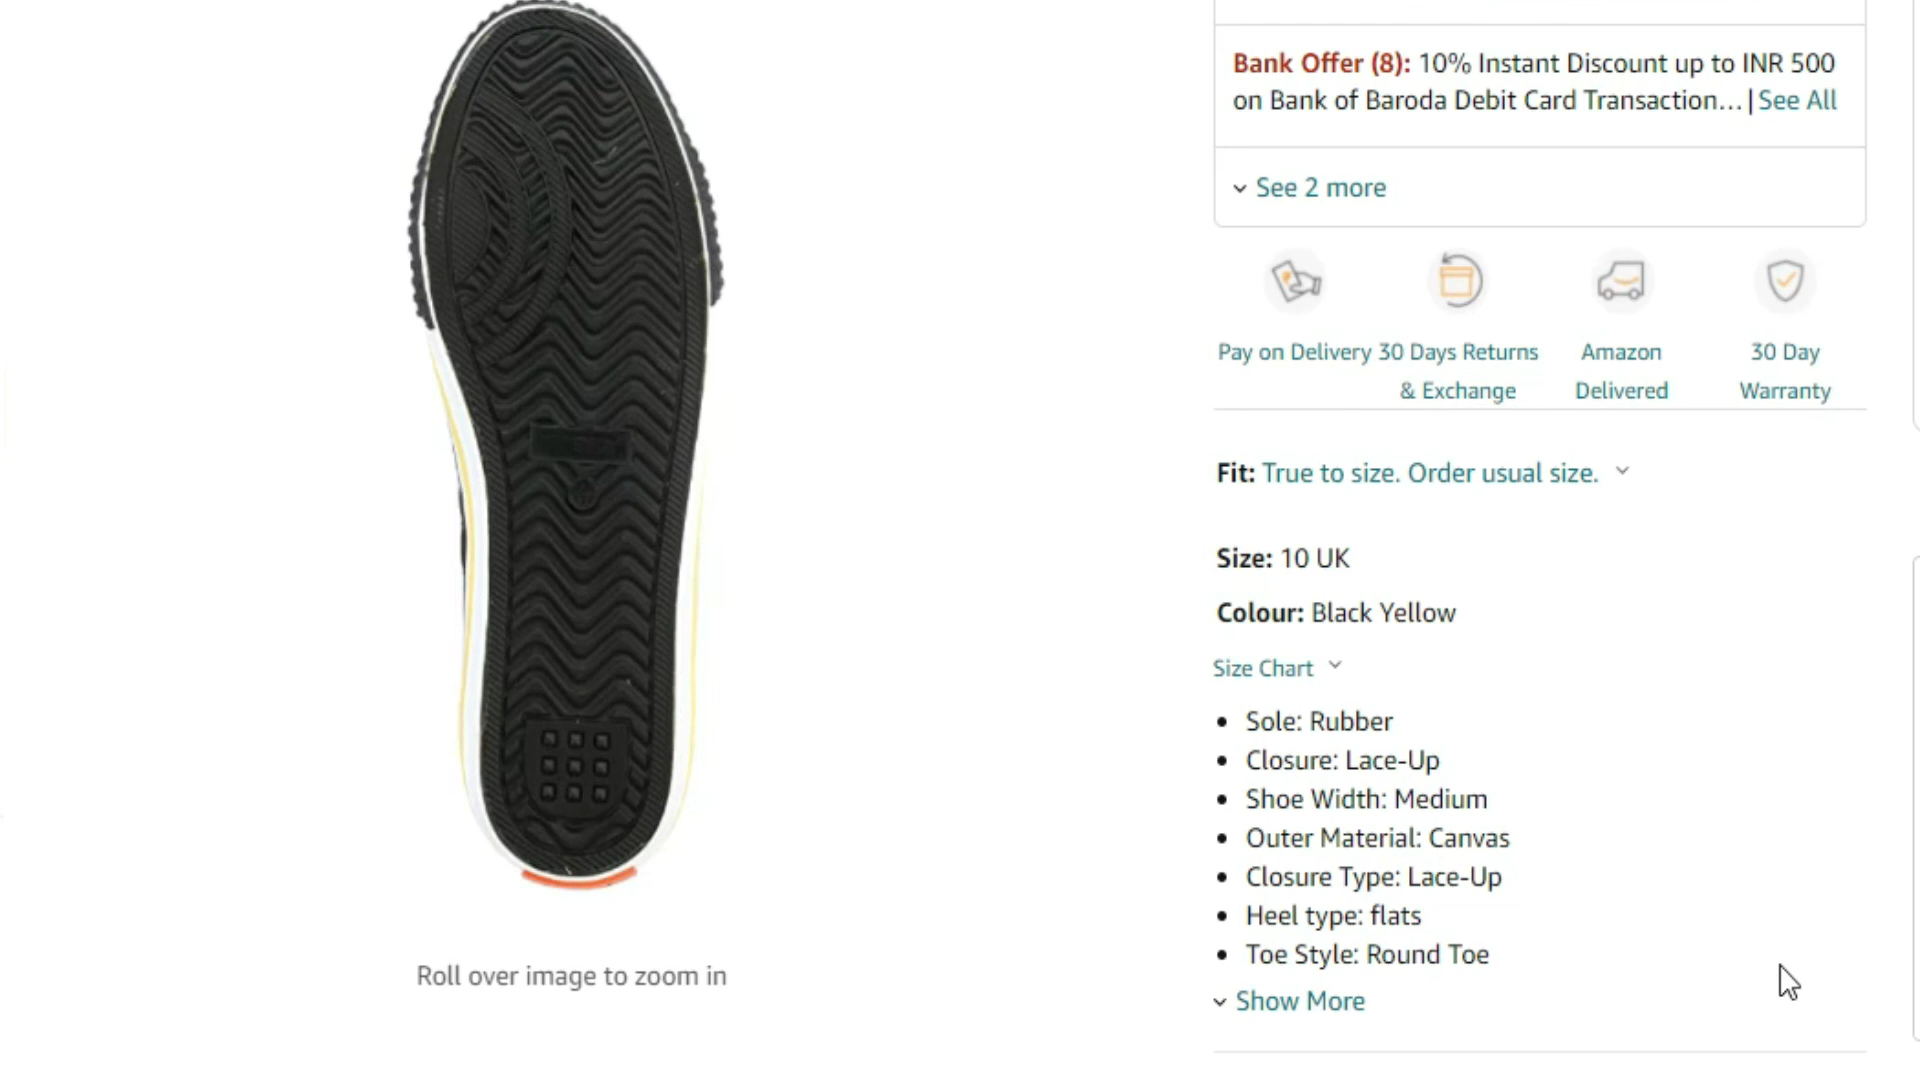 Bank Offer (8): 10% Instant Discount up to INR 500
on Bank of Baroda Debit Card Transaction... | See All
See 2 more
Pay on Delivery
30 Days Returns
& Exchange
Amazon
Delivered
30 Day
Warranty
Fit: True to size. Order usual size.
Size: 10 UK
Colour: Black Yellow
Size Chart
• Sole: Rubber
• Closure: Lace-Up
• Shoe Width: Medium
• Outer Material: Canvas
• Closure Type: Lace-Up
• Heel type: flats
• Toe Style: Round Toe
Show More
Roll over image to zoom in